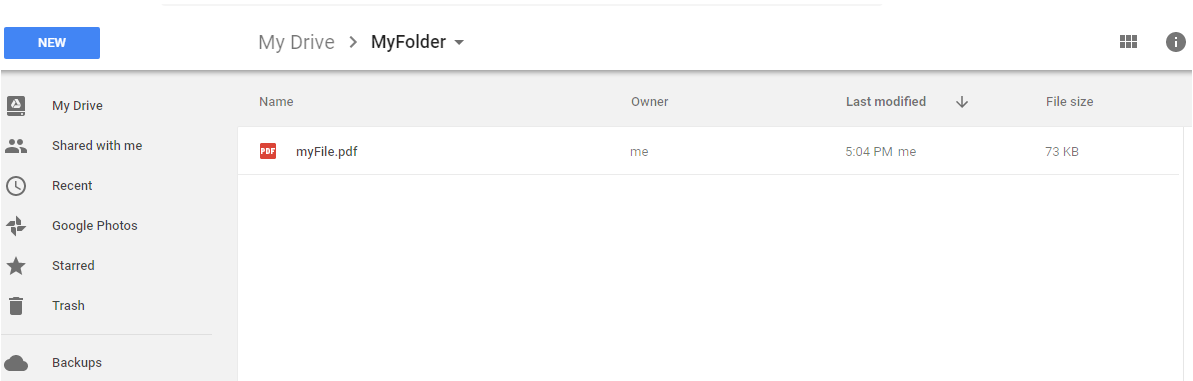 NEW
My Drive > MyFolder
My Drive
Shared with me
Recent
Google Photos
Starred
Trash
Backups
Name Owner Last modified File size
PDF myFile.pdf me 5:04 PM me 73 KB